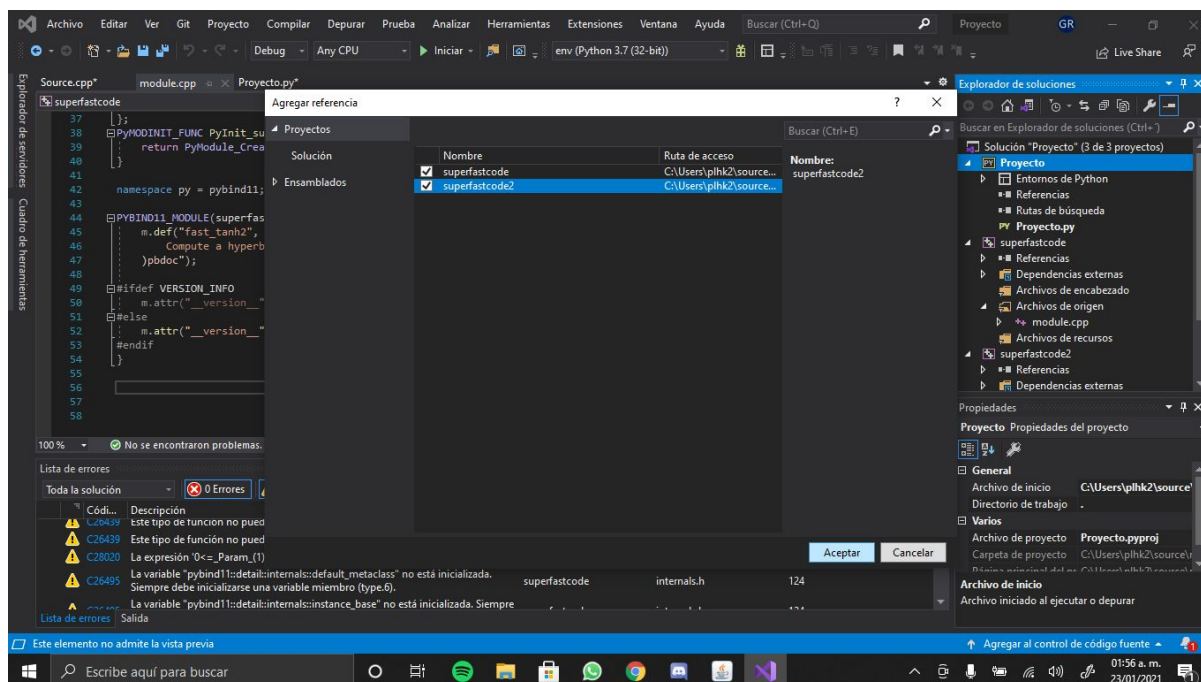 Archivo Editar Ver Git Proyecto Compilar Depurar Prueba Analizar Herramientas Extensiones Ventana Ayuda Buscar (Ctrl+Q) Proyecto GR
Debug Any CPU Iniciar env (Python 3.7 (32-bit)) Live Share
Explorador de servidores
Cuadro de herramientas
Source.cpp* module.cpp Proyecto.py*
superfastcode
37 };
38 PyMODINIT_FUNC PyInit_su
39 return PyModule_Crea
40 }
41
42 namespace py = pybind11;
43
44 PYBIND11_MODULE(superfas
45 m.def("fast_tanh2",
46 Compute a hyperb
47 )pbdoc");
48
49 #ifdef VERSION_INFO
50 m.attr("__version__"
51 #else
52 m.attr("__version__"
53 #endif
54 }
55
56
57
58
100 % No se encontraron problemas.
Agregar referencia ? ×
Proyectos
Solución
Ensamblados
Buscar (Ctrl+E)
Nombre Ruta de acceso
superfastcode C:\Users\plhk2\source...
superfastcode2 C:\Users\plhk2\source...
Nombre:
superfastcode2
Aceptar Cancelar
Lista de errores
Toda la solución 0 Errores
Códi... Descripción
C26439 Este tipo de función no pued
C26439 Este tipo de función no pued
C28020 La expresión '0<=_Param_(1)
C26495 La variable "pybind11::detail::internals::default_metaclass" no está inicializada. superfastcode internals.h 124
Siempre debe inicializarse una variable miembro (type.6).
La variable "pybind11::detail::internals::instance_base" no está inicializada. Siempre
Lista de errores Salida
Explorador de soluciones
Buscar en Explorador de soluciones (Ctrl+´)
Solución "Proyecto" (3 de 3 proyectos)
Proyecto
Entornos de Python
Referencias
Rutas de búsqueda
PY Proyecto.py
superfastcode
Referencias
Dependencias externas
Archivos de encabezado
Archivos de origen
module.cpp
Archivos de recursos
superfastcode2
Referencias
Dependencias externas
Propiedades
Proyecto Propiedades del proyecto
General
Archivo de inicio C:\Users\plhk2\source\
Directorio de trabajo .
Varios
Archivo de proyecto Proyecto.pyproj
Carpeta de proyecto C:\Users\plhk2\source\r
Archivo de inicio
Archivo iniciado al ejecutar o depurar
Este elemento no admite la vista previa Agregar al control de código fuente 1
Escribe aquí para buscar
01:56 a. m.
23/01/2021